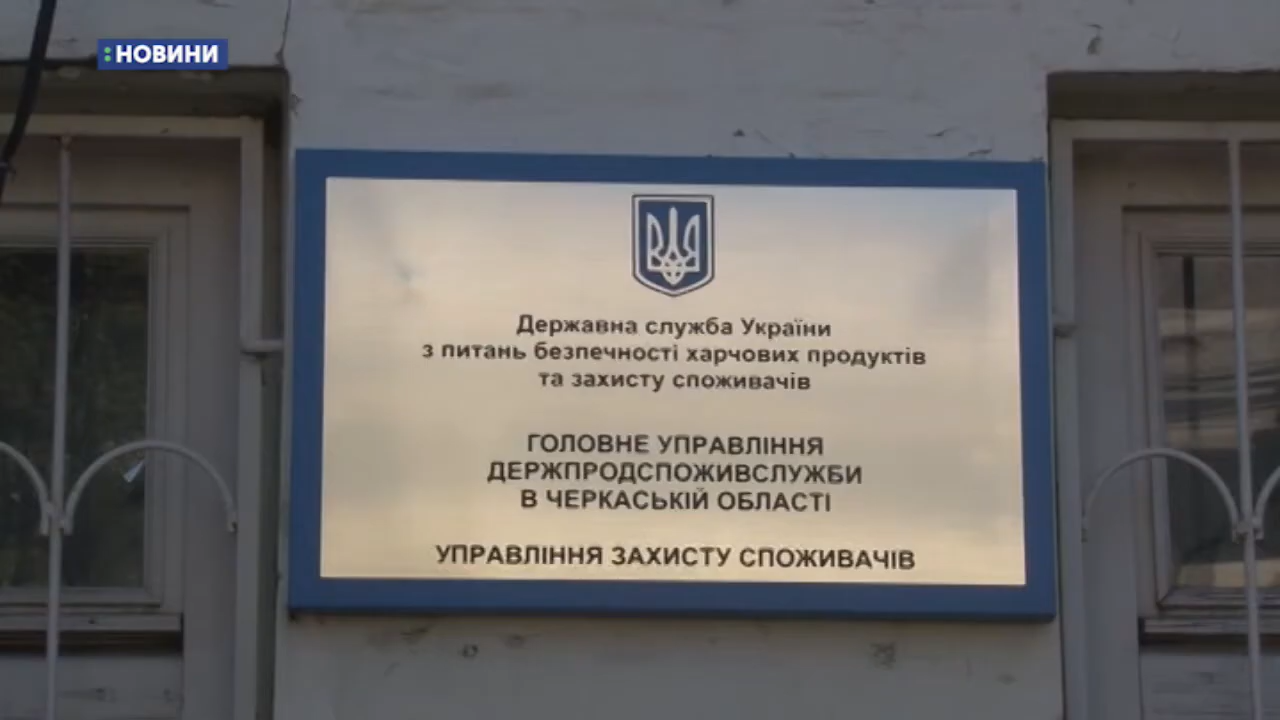 :НОВИНИ
Державна служба України
з питань безпечності харчових продуктів
та захисту споживачів
ГОЛОВНЕ УПРАВЛІННЯ
ДЕРЖПРОДСПОЖИВСЛУЖБИ
В ЧЕРКАСЬКІЙ ОБЛАСТІ
УПРАВЛІННЯ ЗАХИСТУ СПОЖИВАЧІВ